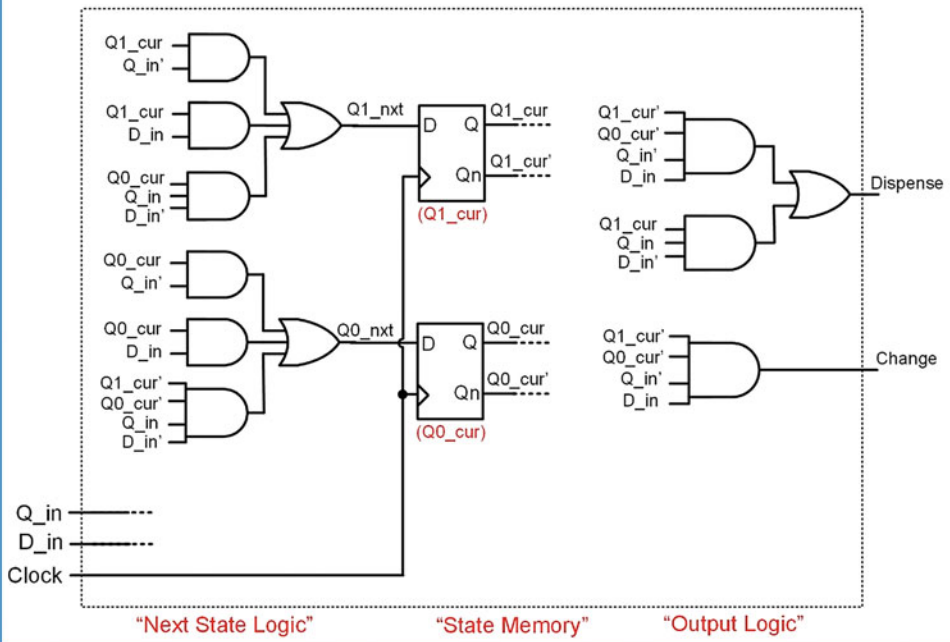 Q1_cur
Q_in'
Q1_cur
D_in
Q0_cur
Q_in
D_in'
Q1_nxt
D Q
Qn
(Q1_cur)
Q1_cur
Q1_cur'
Q0_cur
Q_in'
Q0_cur
D_in
Q1_cur'
Q0_cur'
Q_in
D_in'
Q0_nxt
D Q
Qn
(Q0_cur)
Q0_cur
Q0_cur'
Q1_cur'
Q0_cur'
Q_in'
D_in
Q1_cur
Q_in
D_in'
Dispense
Q1_cur'
Q0_cur'
Q_in'
D_in
Change
Q_in
D_in
Clock
“Next State Logic” “State Memory” “Output Logic”